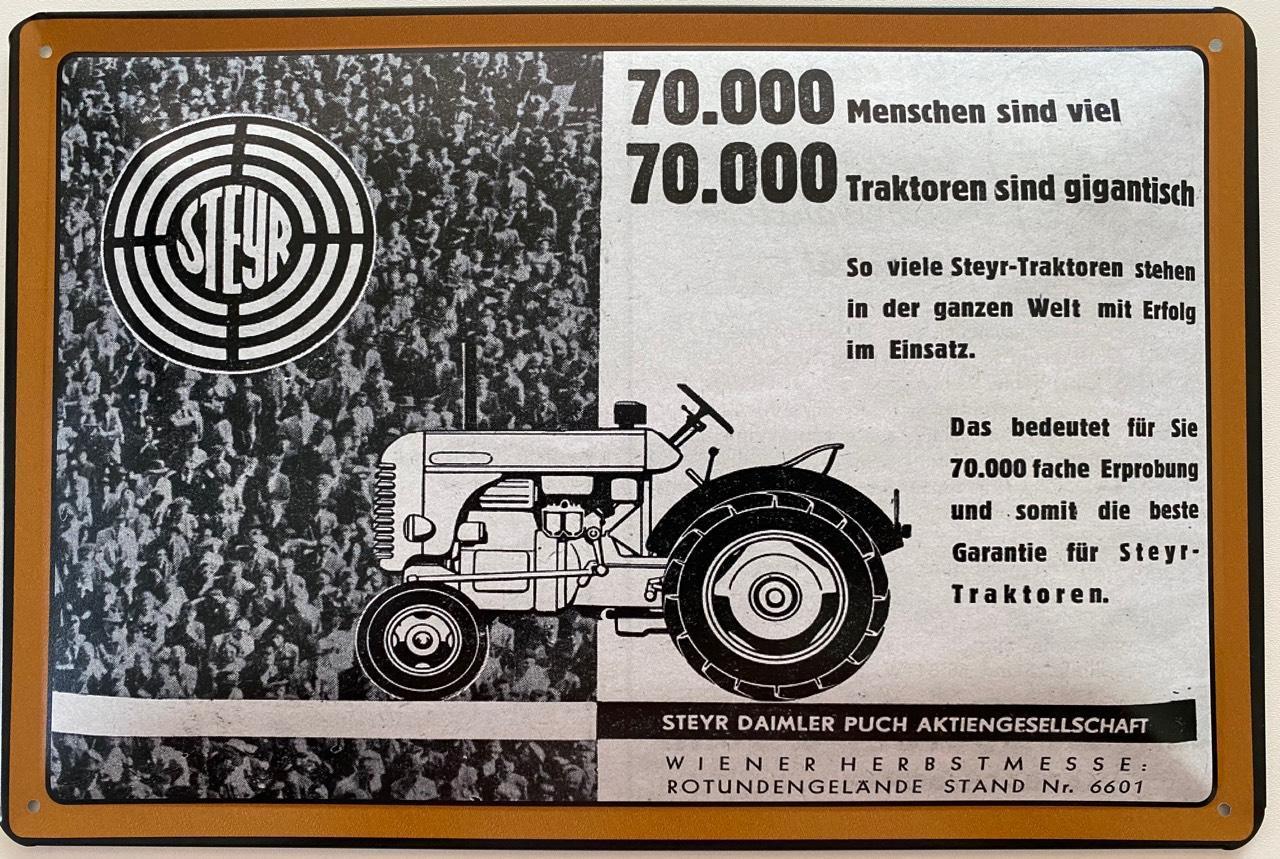 STEYR
70.000 Menschen sind viel
70.000 Traktoren sind gigantisch
So viele Steyr-Traktoren stehen
in der ganzen Welt mit Erfolg
im Einsatz.
Das bedeutet für Sie
70.000 fache Erprobung
und somit die beste
Garantie für Steyr-
Traktoren.
STEYR DAIMLER PUCH AKTIENGESELLSCHAFT
WIENER HERBSTMESSE:
ROTUNDENGELÄNDE STAND Nr. 6601